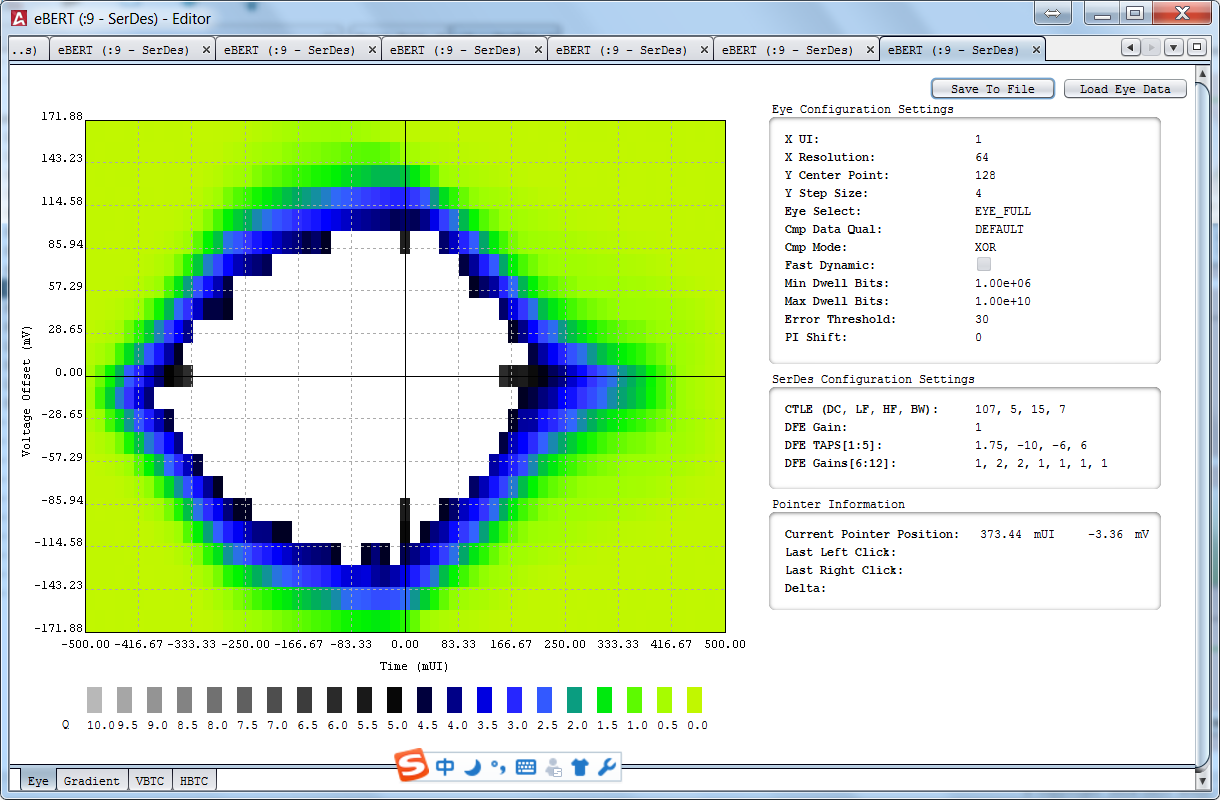 eBERT (:9 - SerDes) - Editor
..s) eBERT (:9 - SerDes) eBERT (:9 - SerDes) eBERT (:9 - SerDes) eBERT (:9 - SerDes) eBERT (:9 - SerDes) eBERT (:9 - SerDes)
Save To File Load Eye Data
Eye Configuration Settings
X UI: 1
X Resolution: 64
Y Center Point: 128
Y Step Size: 4
Eye Select: EYE_FULL
Cmp Data Qual: DEFAULT
Cmp Mode: XOR
Fast Dynamic:
Min Dwell Bits: 1.00e+06
Max Dwell Bits: 1.00e+10
Error Threshold: 30
PI Shift: 0
SerDes Configuration Settings
CTLE (DC, LF, HF, BW): 107, 5, 15, 7
DFE Gain: 1
DFE TAPS[1:5]: 1.75, -10, -6, 6
DFE Gains[6:12]: 1, 2, 2, 1, 1, 1, 1
Pointer Information
Current Pointer Position: 373.44 mUI -3.36 mV
Last Left Click:
Last Right Click:
Delta:
171.88
143.23
114.58
85.94
57.29
28.65
0.00
-28.65
-57.29
-85.94
-114.58
-143.23
-171.88
Voltage Offset (mV)
-500.00 -416.67 -333.33 -250.00 -166.67 -83.33 0.00 83.33 166.67 250.00 333.33 416.67 500.00
Time (mUI)
Q 10.0 9.5 9.0 8.5 8.0 7.5 7.0 6.5 6.0 5.5 5.0 4.5 4.0 3.5 3.0 2.5 2.0 1.5 1.0 0.5 0.0
S 中
Eye Gradient VBTC HBTC